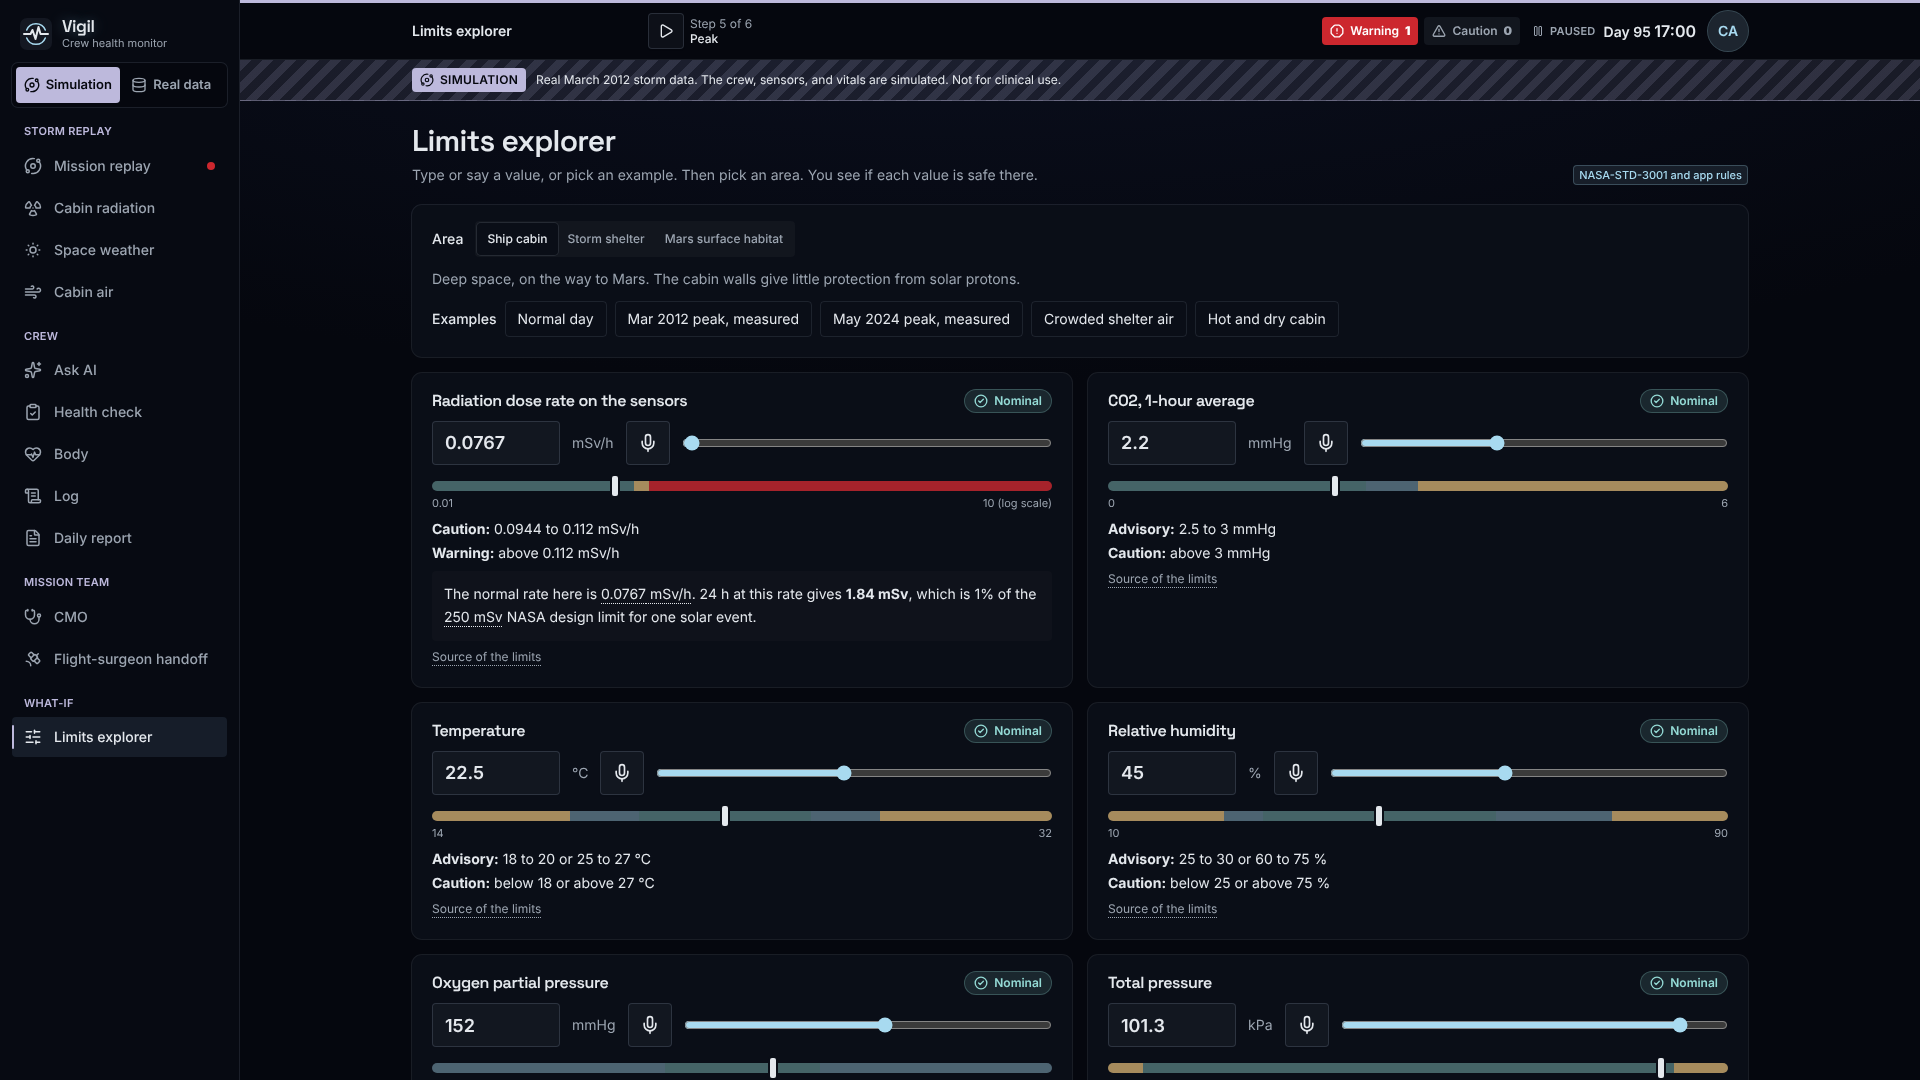 Vigil
Crew health monitor
Simulation
Real data
STORM REPLAY
Mission replay
Cabin radiation
Space weather
Cabin air
CREW
Ask AI
Health check
Body
Log
Daily report
MISSION TEAM
CMO
Flight-surgeon handoff
WHAT-IF
Limits explorer
Limits explorer
Step 5 of 6
Peak
Warning 1
Caution 0
PAUSED
Day 95 17:00
CA
SIMULATION
Real March 2012 storm data. The crew, sensors, and vitals are simulated. Not for clinical use.
Limits explorer
Type or say a value, or pick an example. Then pick an area. You see if each value is safe there.
NASA-STD-3001 and app rules
Area
Ship cabin
Storm shelter
Mars surface habitat
Deep space, on the way to Mars. The cabin walls give little protection from solar protons.
Examples
Normal day
Mar 2012 peak, measured
May 2024 peak, measured
Crowded shelter air
Hot and dry cabin
Radiation dose rate on the sensors
Nominal
0.0767
mSv/h
0.01
10 (log scale)
Caution: 0.0944 to 0.112 mSv/h
Warning: above 0.112 mSv/h
The normal rate here is 0.0767 mSv/h. 24 h at this rate gives 1.84 mSv, which is 1% of the
250 mSv NASA design limit for one solar event.
Source of the limits
CO2, 1-hour average
Nominal
2.2
mmHg
0
6
Advisory: 2.5 to 3 mmHg
Caution: above 3 mmHg
Source of the limits
Temperature
Nominal
22.5
°C
14
32
Advisory: 18 to 20 or 25 to 27 °C
Caution: below 18 or above 27 °C
Source of the limits
Relative humidity
Nominal
45
%
10
90
Advisory: 25 to 30 or 60 to 75 %
Caution: below 25 or above 75 %
Source of the limits
Oxygen partial pressure
Nominal
152
mmHg
Total pressure
Nominal
101.3
kPa